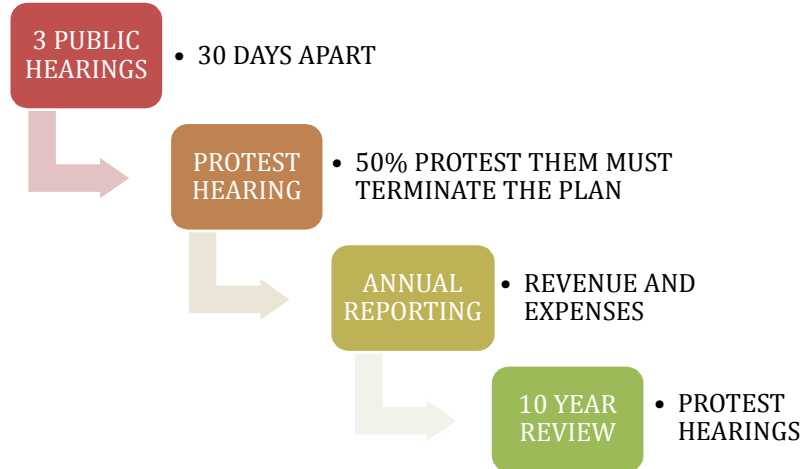 3 PUBLIC
HEARINGS
• 30 DAYS APART
PROTEST
HEARING
• 50% PROTEST THEM MUST
TERMINATE THE PLAN
ANNUAL
REPORTING
• REVENUE AND
EXPENSES
10 YEAR
REVIEW
• PROTEST
HEARINGS